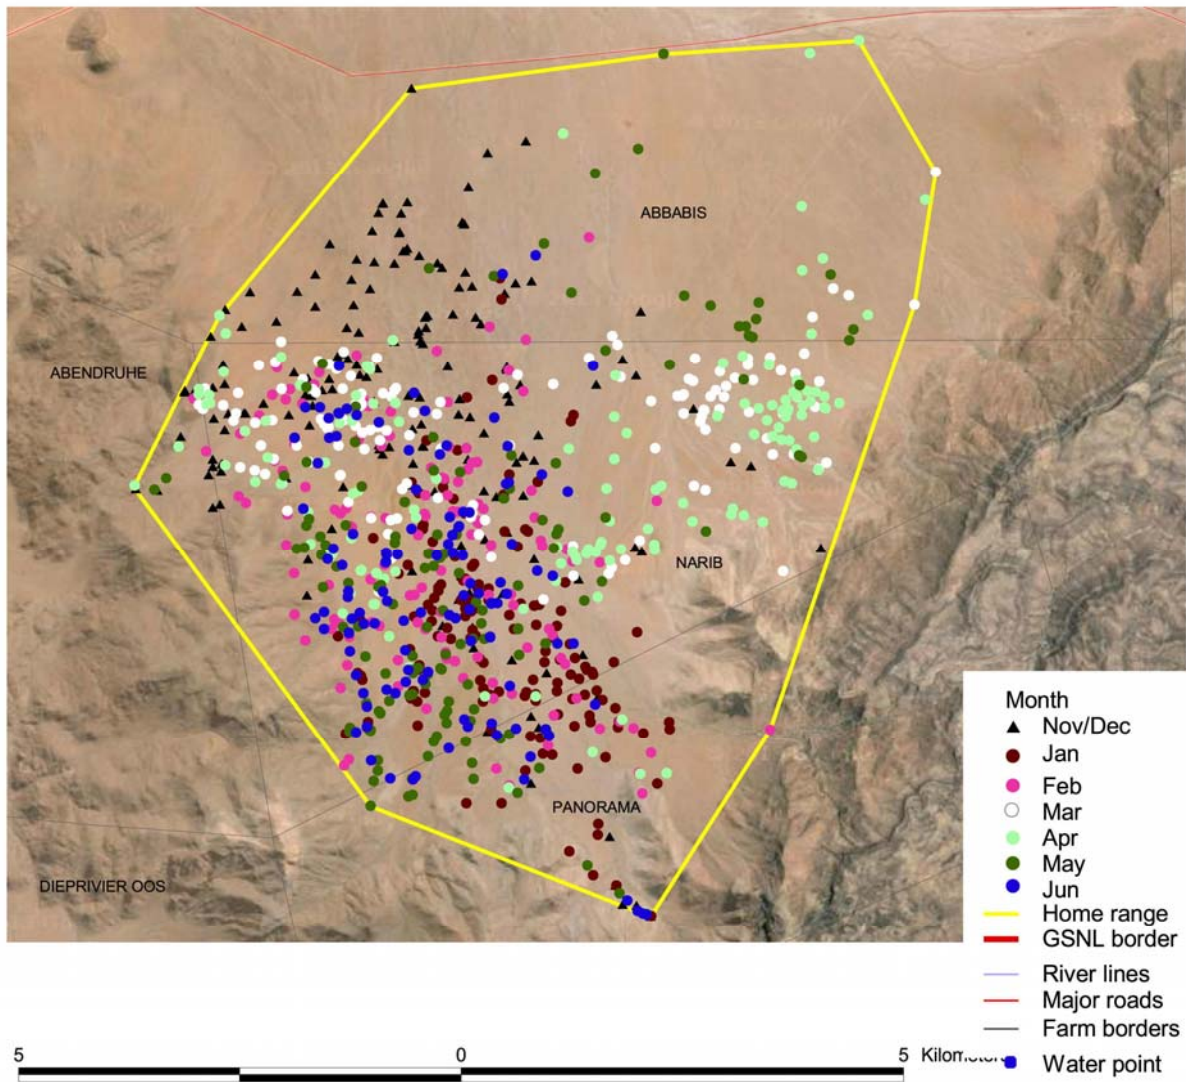 ABBABIS
ABENDRUHE
NARIB
PANORAMA
DIEPRIVIER OOS
Month
Nov/Dec
Jan
Feb
Mar
Apr
May
Jun
Home range
GSNL border
River lines
Major roads
Farm borders
Water point
5 0 5 Kilometers